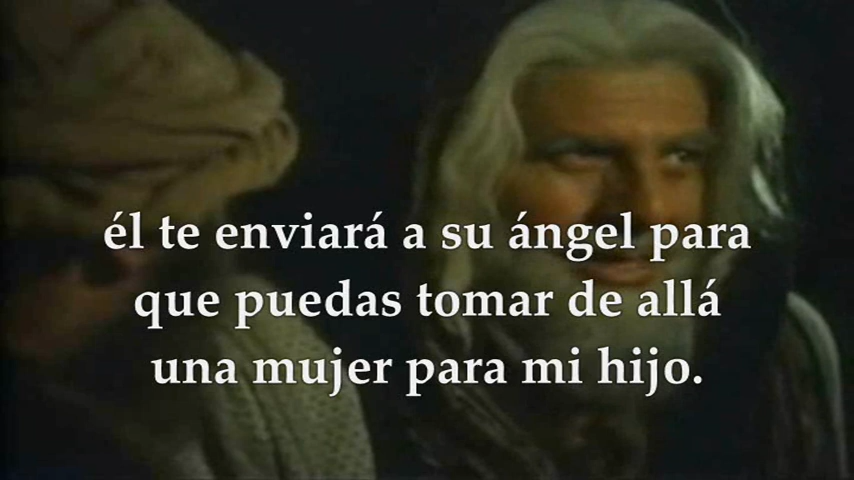 él te enviará a su ángel para
que puedas tomar de allá
una mujer para mi hijo.